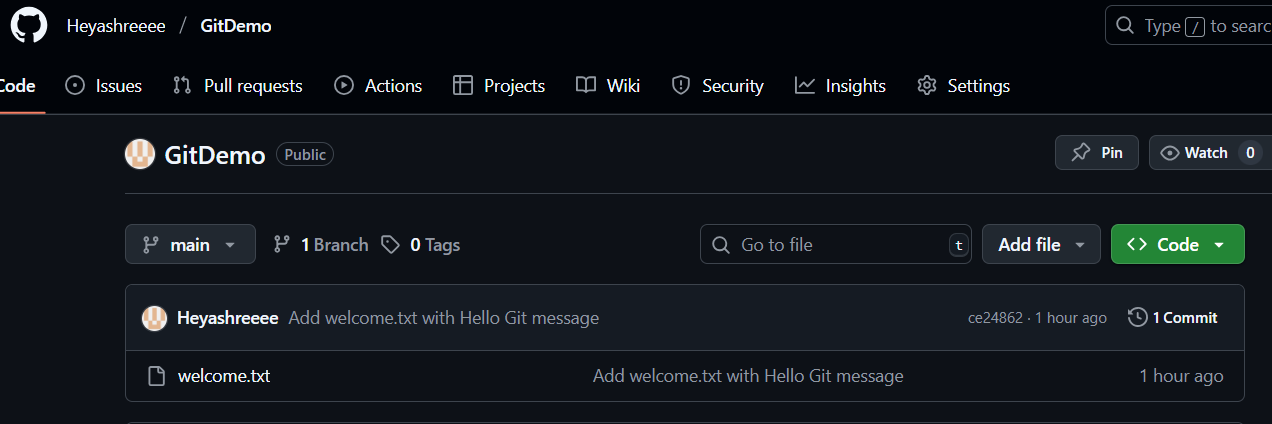 Heyashreeee / GitDemo Type / to searc
Code Issues Pull requests Actions Projects Wiki Security Insights Settings
GitDemo Public Pin Watch 0
main 1 Branch 0 Tags Go to file t Add file Code
Heyashreeee Add welcome.txt with Hello Git message ce24862 · 1 hour ago 1 Commit
welcome.txt Add welcome.txt with Hello Git message 1 hour ago